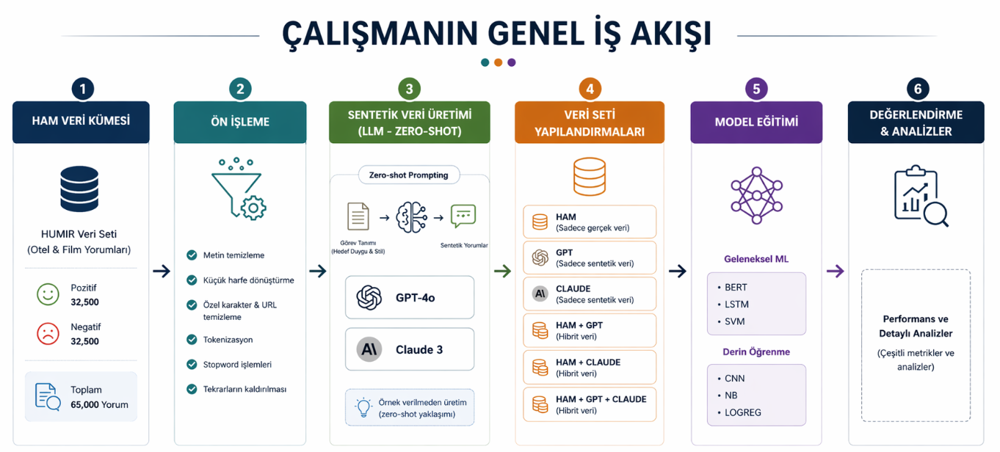 ÇALIŞMANIN GENEL İŞ AKIŞI
1
HAM VERİ KÜMESİ
HUMIR Veri Seti
(Otel & Film Yorumları)
Pozitif
32,500
Negatif
32,500
Toplam
65,000 Yorum
2
ÖN İŞLEME
Metin temizleme
Küçük harfe dönüştürme
Özel karakter & URL
temizleme
Tokenizasyon
Stopword işlemleri
Tekrarların kaldırılması
3
SENTETİK VERİ ÜRETİMİ
(LLM – ZERO-SHOT)
Zero-shot Prompting
Görev Tanımı
(Hedef Duygu & Stil)
Sentetik Yorumlar
GPT-4o
A\
Claude 3
Örnek verilmeden üretim
(zero-shot yaklaşımı)
4
VERİ SETİ
YAPILANDIRMALARI
HAM
(Sadece gerçek veri)
GPT
(Sadece sentetik veri)
A\
CLAUDE
(Sadece sentetik veri)
HAM + GPT
(Hibrit veri)
HAM + CLAUDE
(Hibrit veri)
HAM + GPT + CLAUDE
(Hibrit veri)
5
MODEL EĞİTİMİ
Geleneksel ML
• BERT
• LSTM
• SVM
Derin Öğrenme
• CNN
• NB
• LOGREG
6
DEĞERLENDİRME
& ANALİZLER
Performans ve
Detaylı Analizler
(Çeşitli metrikler ve
analizler)